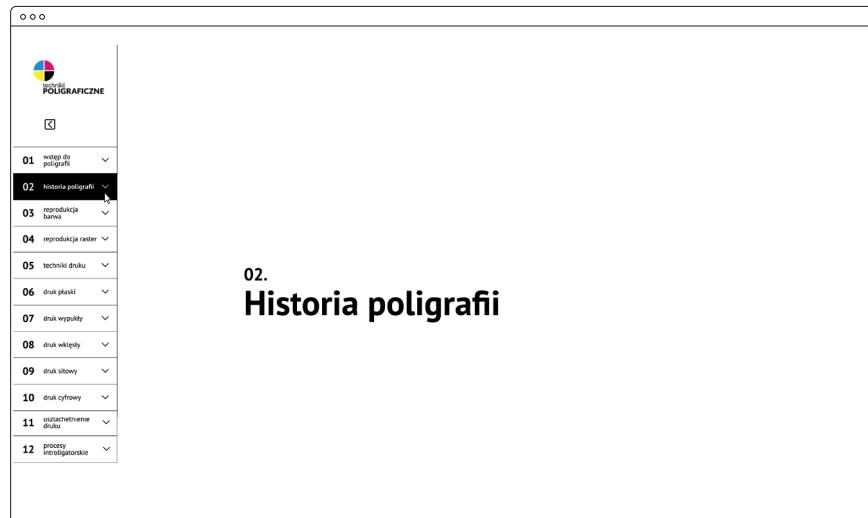 techniki
POLIGRAFICZNE
01 wstęp do
poligrafii
02 historia poligrafii
03 reprodukcja
barwa
04 reprodukcja raster
05 techniki druku
06 druk płaski
07 druk wypukły
08 druk wklęsły
09 druk sitowy
10 druk cyfrowy
11 uszlachetnienie
druku
12 procesy
introligatorskie
02.
Historia poligrafii